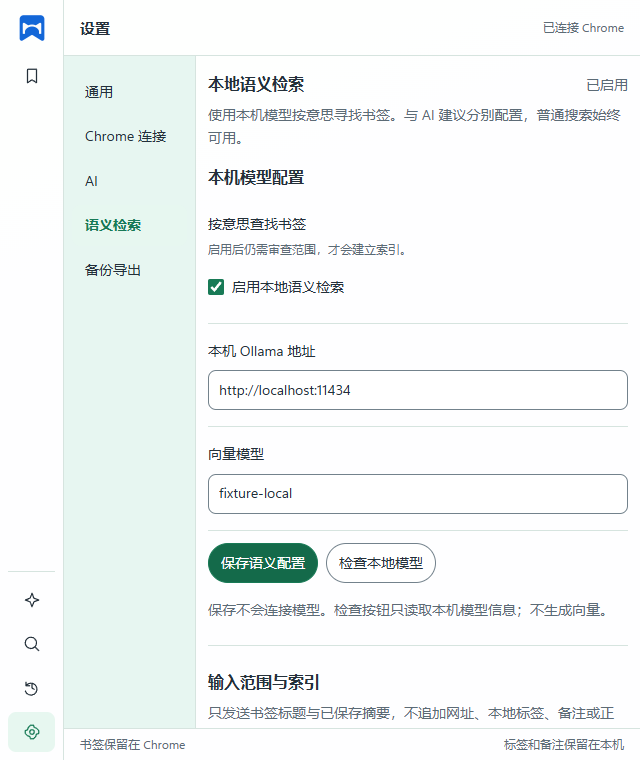 设置
已连接 Chrome
通用
Chrome 连接
AI
语义检索
备份导出
本地语义检索
已启用
使用本机模型按意思寻找书签。与 AI 建议分别配置，普通搜索始终
可用。
本机模型配置
按意思查找书签
启用后仍需审查范围，才会建立索引。
启用本地语义检索
本机 Ollama 地址
http://localhost:11434
向量模型
fixture-local
保存语义配置
检查本地模型
保存不会连接模型。检查按钮只读取本机模型信息；不生成向量。
输入范围与索引
只发送书签标题与已保存摘要，不追加网址、本地标签、备注或正
书签保留在 Chrome
标签和备注保留在本机